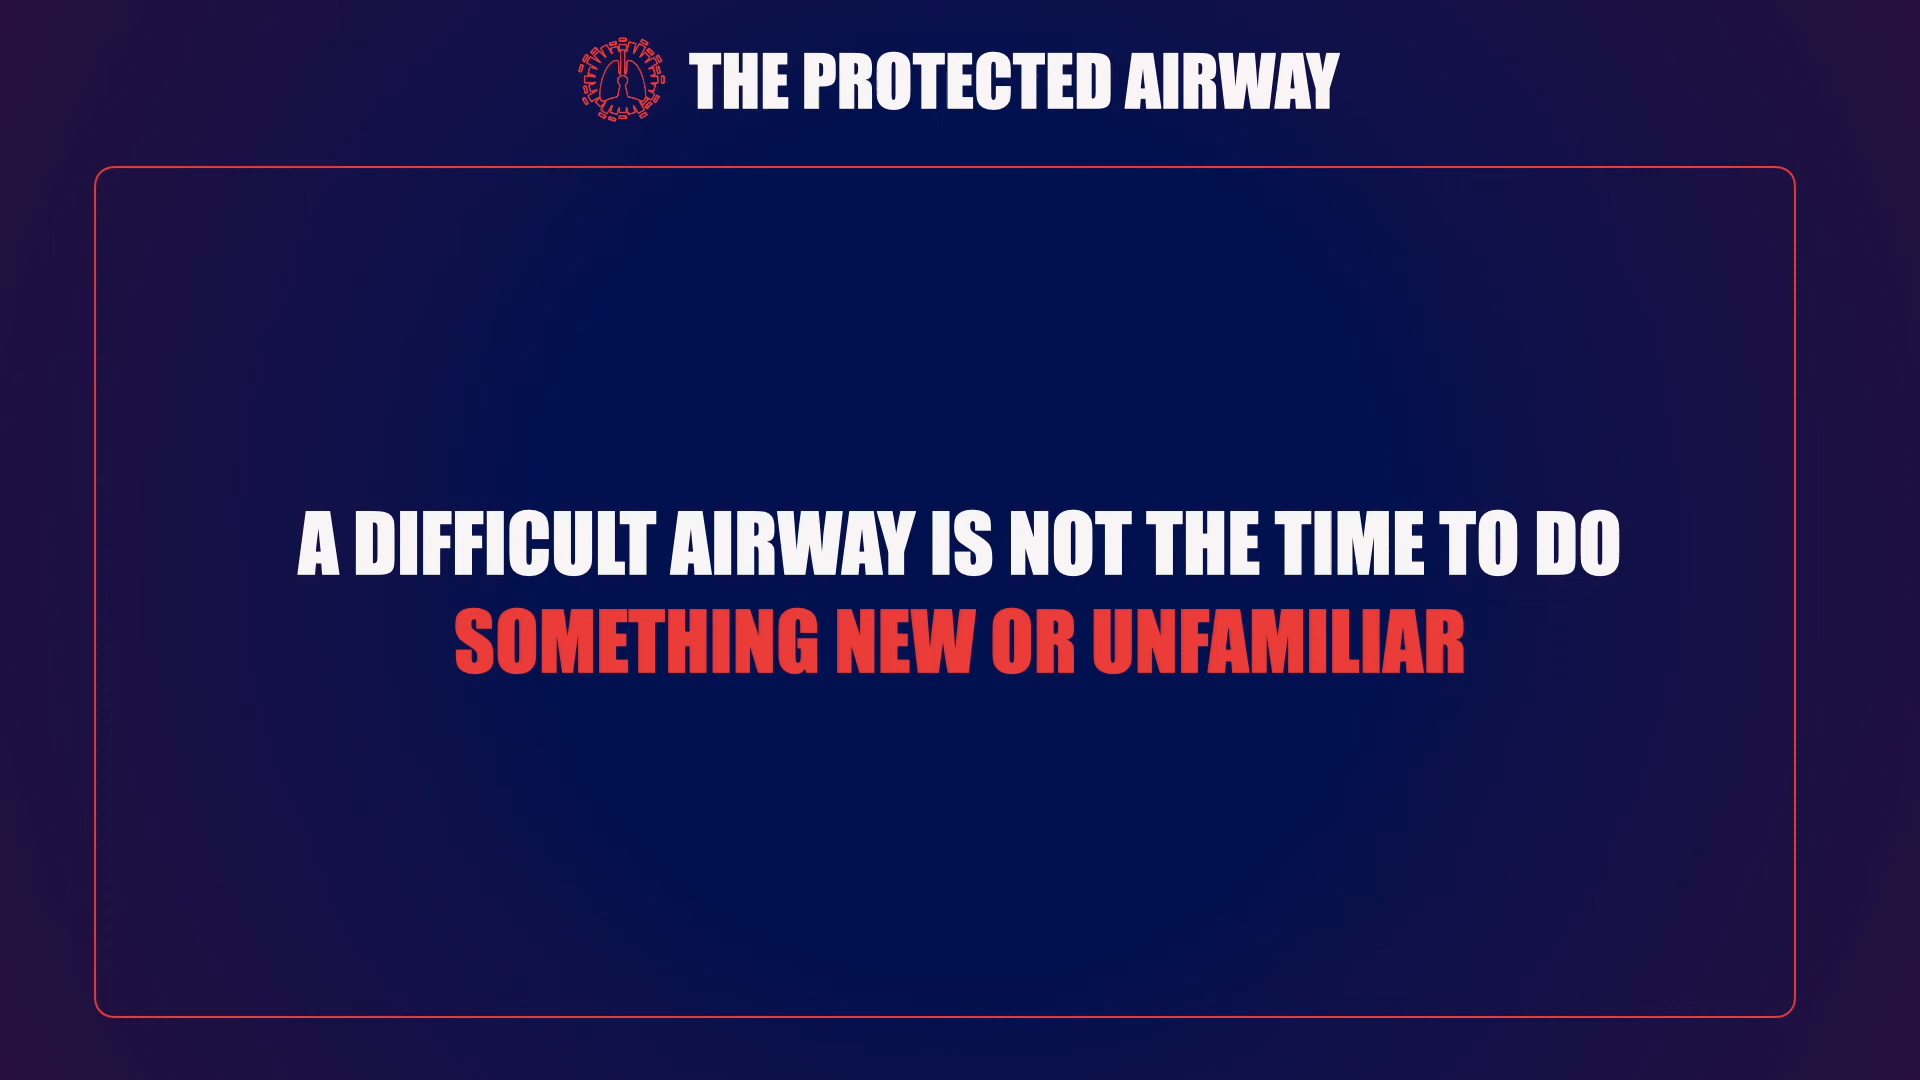 THE PROTECTED AIRWAY
A DIFFICULT AIRWAY IS NOT THE TIME TO DO
SOMETHING NEW OR UNFAMILIAR